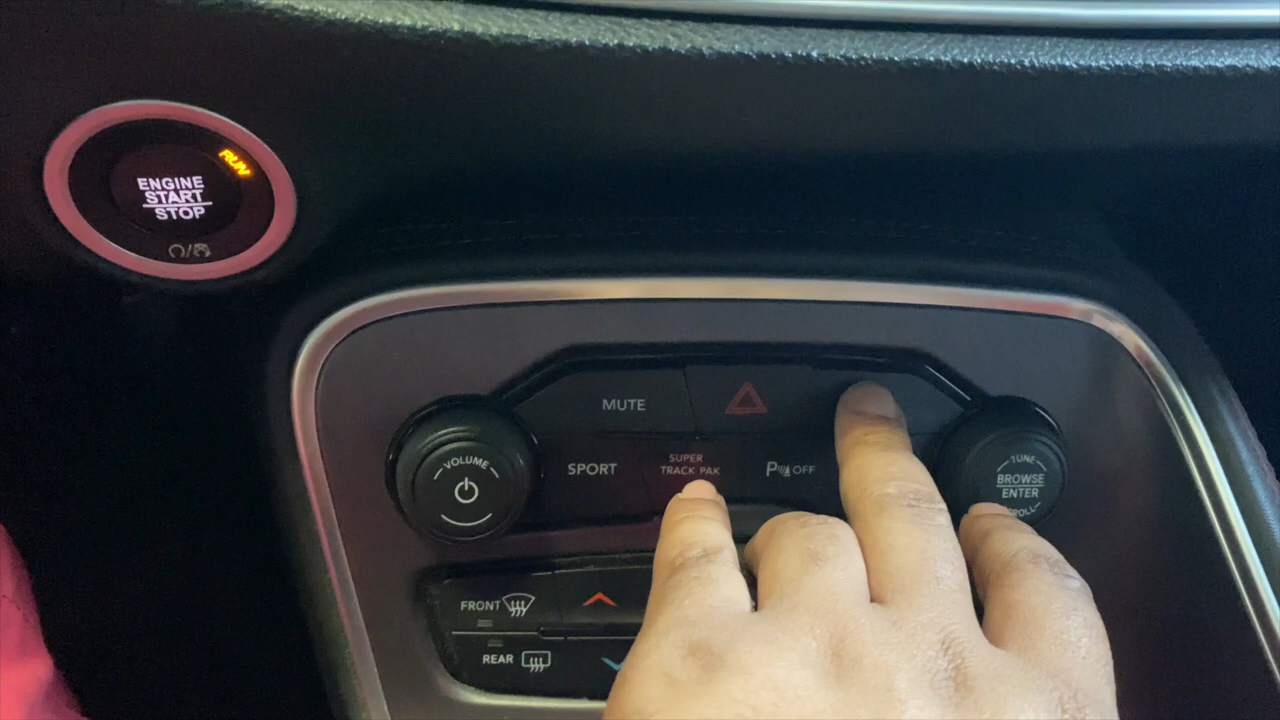 RUN
ENGINE
START
STOP
MUTE
VOLUME
SPORT
SUPER
TRACK PAK
P OFF
TUNE
BROWSE
ENTER
FRONT
REAR